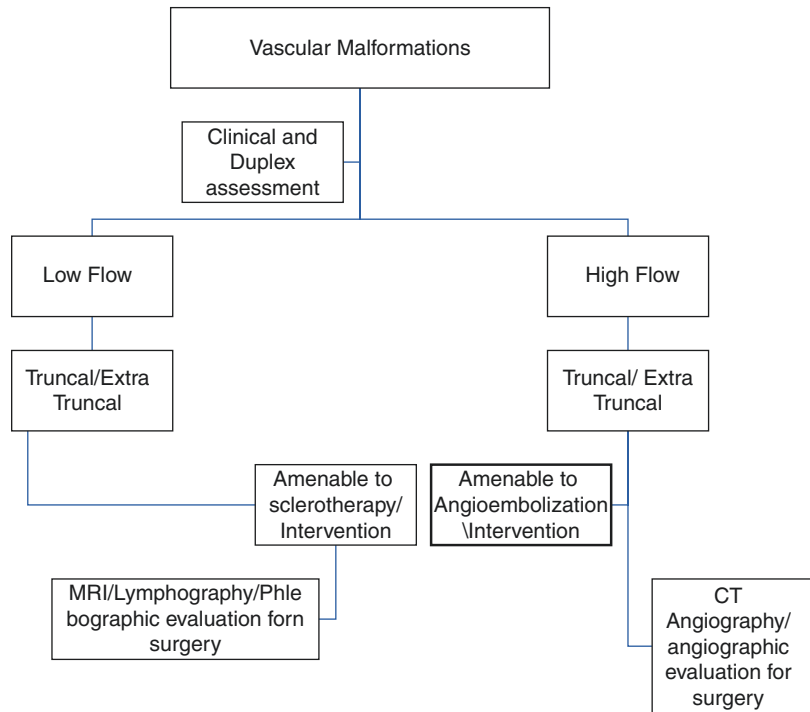 Vascular Malformations
Clinical and
Duplex
assessment
Low Flow
High Flow
Truncal/Extra
Truncal
Truncal/ Extra
Truncal
Amenable to
sclerotherapy/
Intervention
Amenable to
Angioembolization
\Intervention
MRI/Lymphography/Phle
bographic evaluation forn
surgery
CT
Angiography/
angiographic
evaluation for
surgery